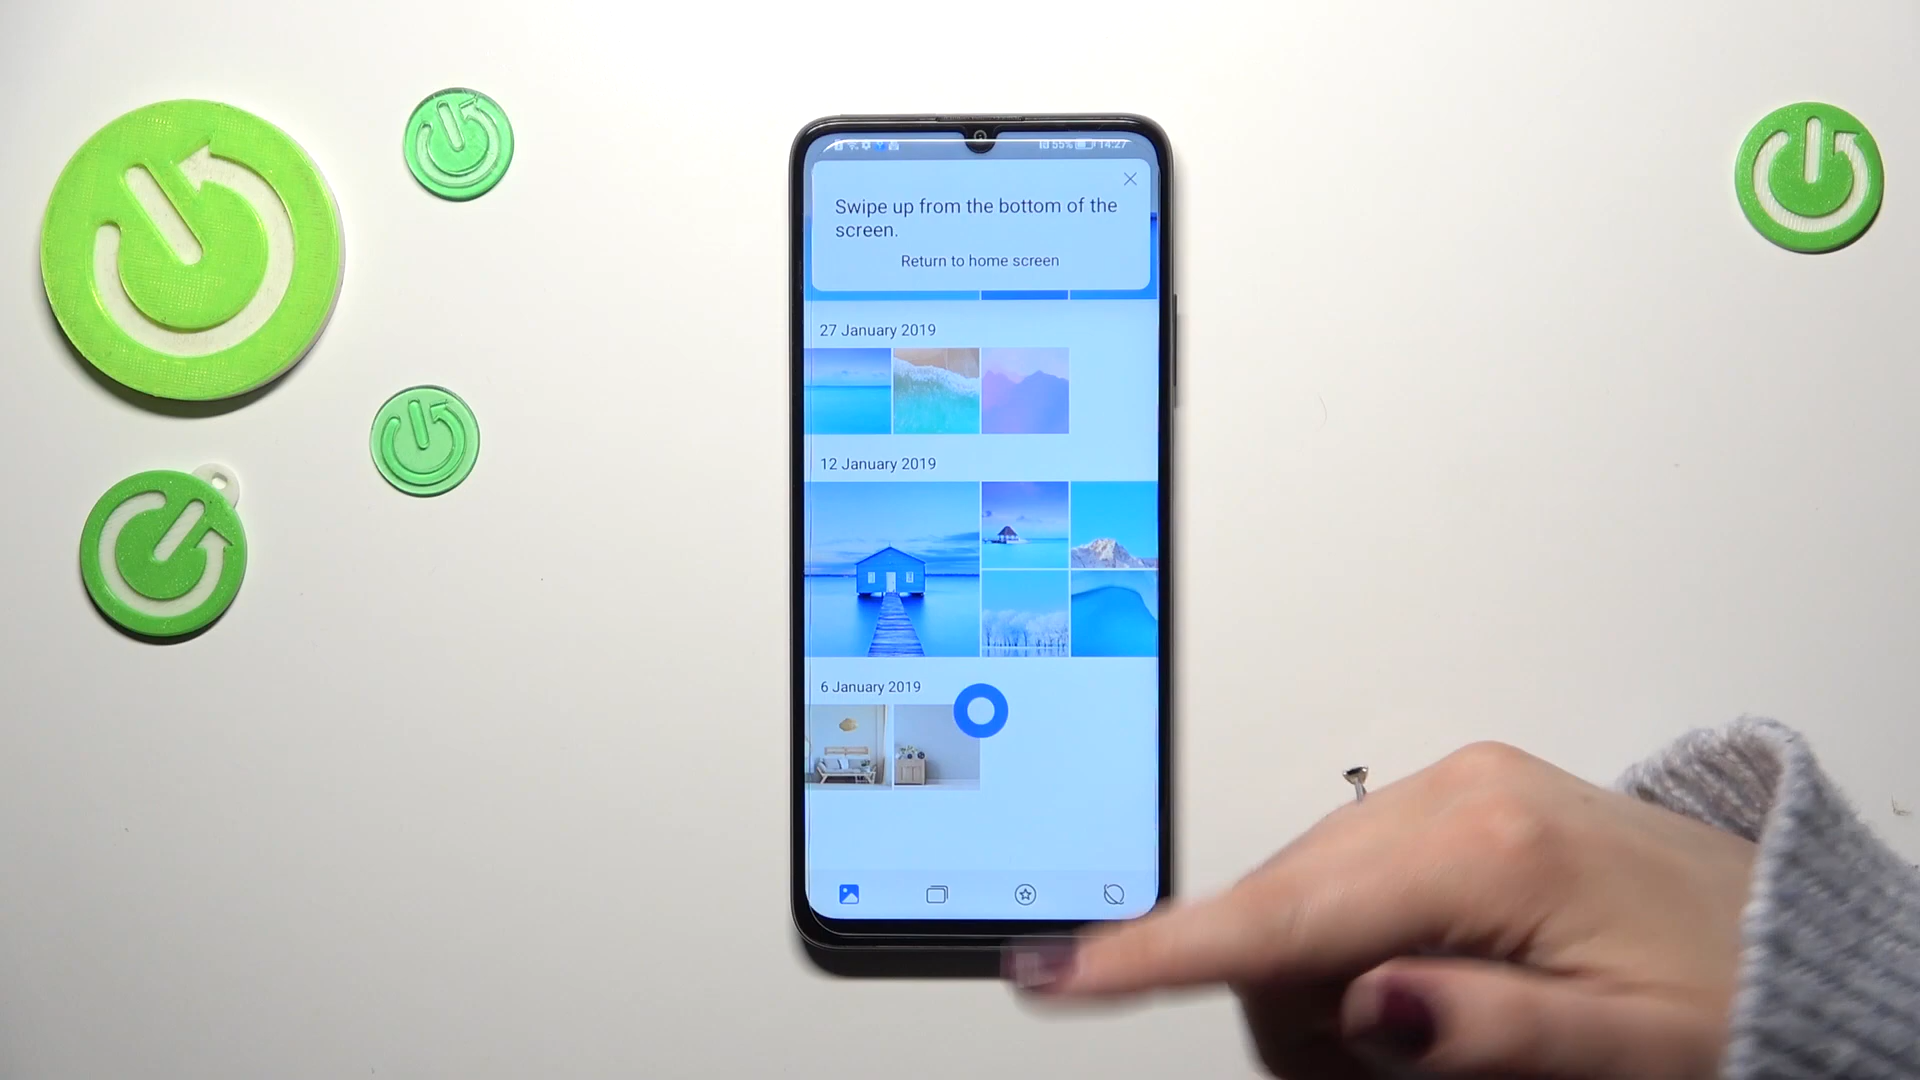 55% 14:27
Swipe up from the bottom of the
screen.
Return to home screen
27 January 2019
12 January 2019
6 January 2019